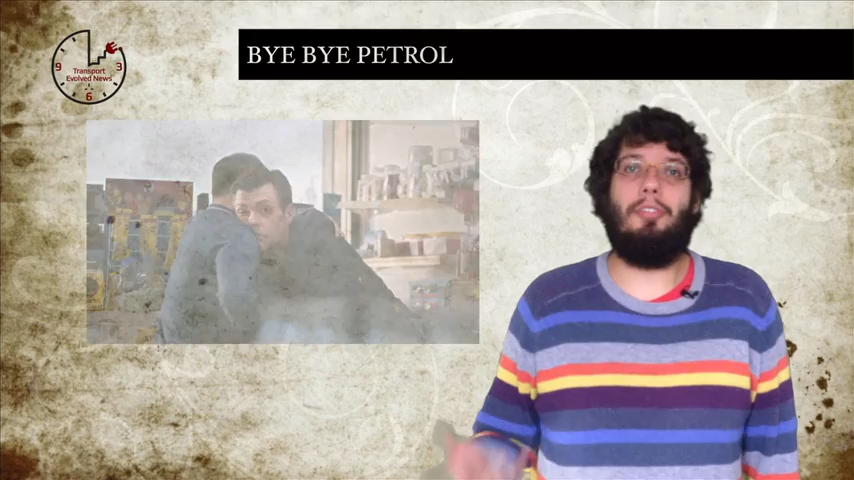 BYE BYE PETROL
9
3
Transport
Evolved News
6